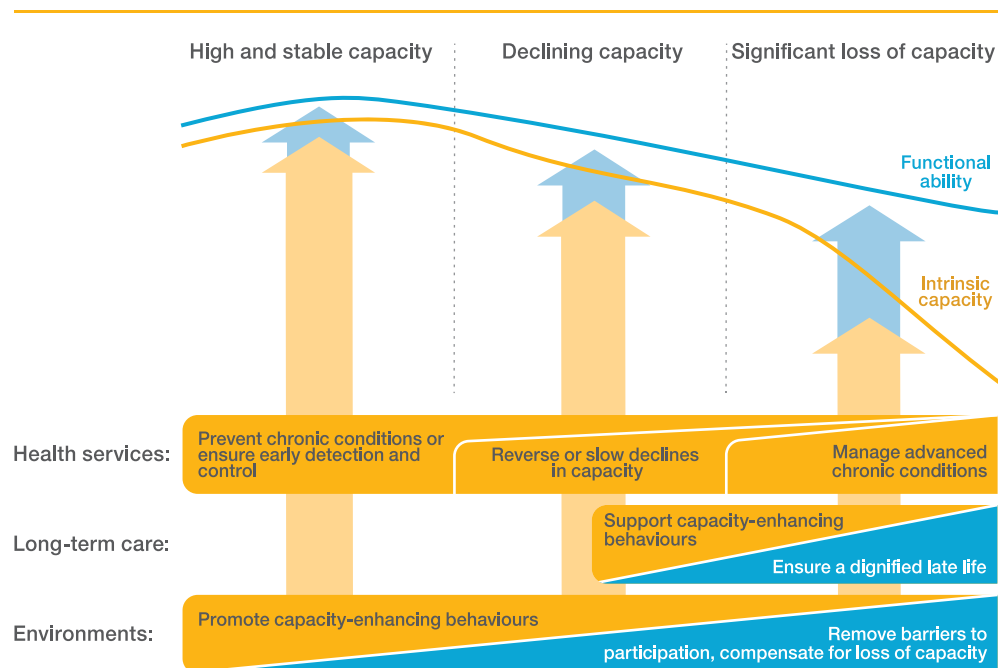 High and stable capacity
Declining capacity
Significant loss of capacity
Functional
ability
Intrinsic
capacity
Health services:
Prevent chronic conditions or
ensure early detection and
control
Reverse or slow declines
in capacity
Manage advanced
chronic conditions
Long-term care:
Support capacity-enhancing
behaviours
Ensure a dignified late life
Environments:
Promote capacity-enhancing behaviours
Remove barriers to
participation, compensate for loss of capacity